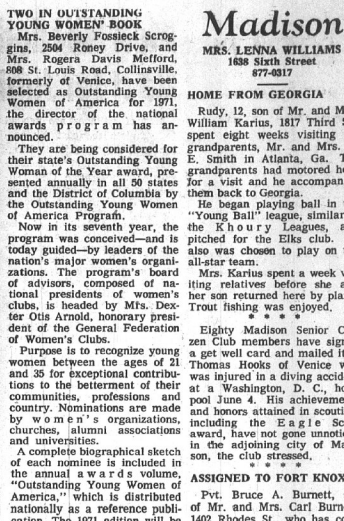 TWO IN OUTSTANDING
YOUNG WOMEN' BOOK
Mrs. Beverly Fossieck Scrog-
gins, 2504 Roney Drive, and
Mrs. Rogera Davis Mefford,
808 St. Louis Road, Collinsville,
formerly of Venice, have been
selected as Outstanding Young
Women of America for 1971,
the director of the national
awards program has an-
nounced.
They are being considered for
their state's Outstanding Young
Woman of the Year award, pre-
sented annually in all 50 states
and the District of Columbia by
the Outstanding Young Women
of America Program.
Now in its seventh year, the
program was conceived—and is
today guided—by leaders of the
nation's major women's organi-
zations. The program's board
of advisors, composed of na-
tional presidents of women's
clubs, is headed by Mrs. Dex-
ter Otis Arnold, honorary presi-
dent of the General Federation
of Women's Clubs.
Purpose is to recognize young
women between the ages of 21
and 35 for exceptional contribu-
tions to the betterment of their
communities, professions and
country. Nominations are made
by women's organizations,
churches, alumni associations
and universities.
A complete biographical sketch
of each nominee is included in
the annual awards volume,
"Outstanding Young Women of
America," which is distributed
nationally as a reference publi-
cation. The 1971 edition will be
Madison
MRS. LENNA WILLIAMS
1638 Sixth Street
877-0317
HOME FROM GEORGIA
Rudy, 12, son of Mr. and M
William Karius, 1817 Third S
spent eight weeks visiting
grandparents, Mr. and Mrs.
E. Smith in Atlanta, Ga. T
grandparents had motored he
for a visit and he accompan
them back to Georgia.
He began playing ball in
"Young Ball" league, similar
the Khoury Leagues, a
pitched for the Elks club.
also was chosen to play on
all-star team.
Mrs. Karius spent a week v
iting relatives before she a
her son returned here by pla
Trout fishing was enjoyed.
* * * *
Eighty Madison Senior C
zen Club members have sign
a get well card and mailed it
Thomas Hooks of Venice w
was injured in a diving accid
at a Washington, D. C., ho
pool June 4. His achieveme
and honors attained in scouti
including the Eagle Sc
award, have not gone unnotic
in the adjoining city of Ma
son, the club stressed.
* * * *
ASSIGNED TO FORT KNOX
Pvt. Bruce A. Burnett,
of Mr. and Mrs. Carl Burn
1402 Rhodes St., who has co